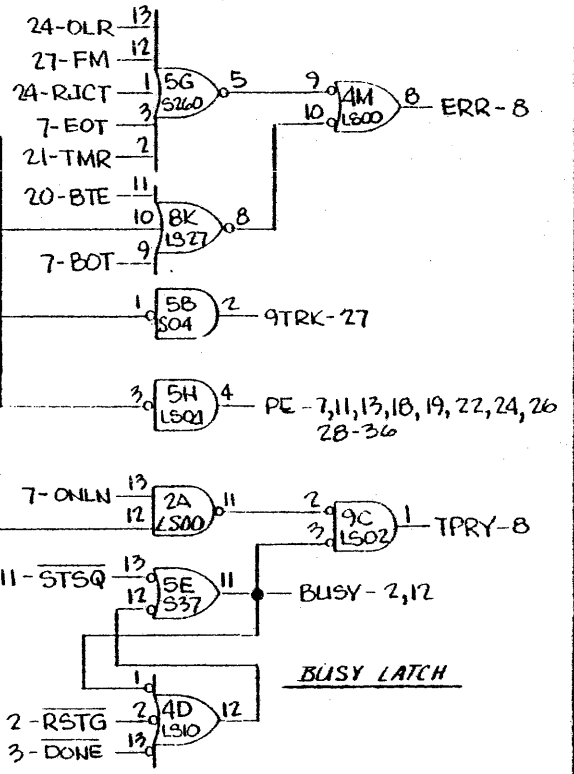 24-OLR 13
27-FM 12
24-RJCT 1 5G S260 5 9 4M LS00 8 ERR-8
7-EOT 3 10
21-TMR 2
20-BTE 11
10 8K LS27 8
7-BOT 9
1 5B S04 2 9TRK-27
3 5H LS04 4 PE-7,11,13,18,19,22,24,26
28-36
7-ONLN 13 2A LS00 11 2 9C LS02 1 TPRY-8
12 3
11-STSQ 13 5E S37 11 BUSY-2,12
12
BUSY LATCH
1
2-RSTG 2 4D LS10 12
3-DONE 13